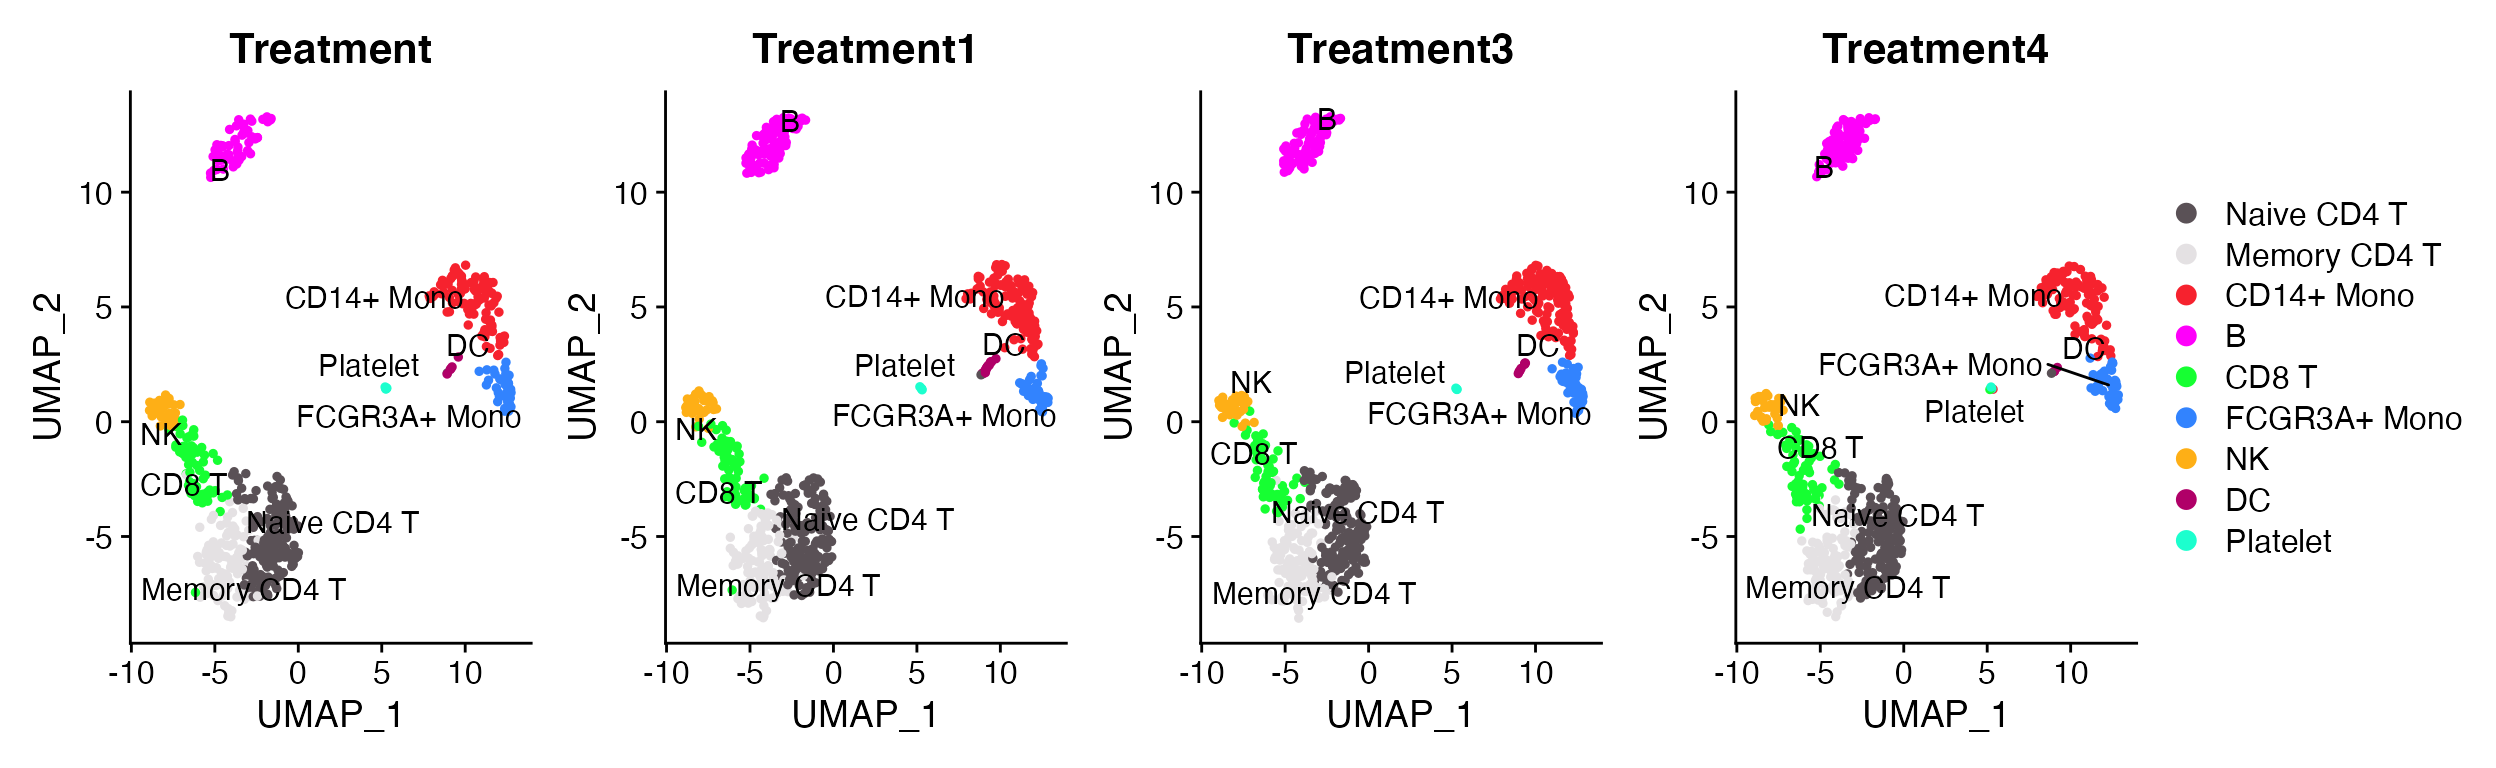 Treatment
B
10
CD14+ Mono
5
DC
Platelet
FCGR3A+ Mono
0
NK
CD8 T
Naive CD4 T
-5
Memory CD4 T
-10 -5 0 5 10
UMAP_1
UMAP_2
Treatment1
B
10
CD14+ Mono
5
DC
Platelet
FCGR3A+ Mono
0
NK
CD8 T
Naive CD4 T
-5
Memory CD4 T
-10 -5 0 5 10
UMAP_1
UMAP_2
Treatment3
B
10
CD14+ Mono
5
DC
Platelet
NK
FCGR3A+ Mono
0
CD8 T
Naive CD4 T
-5
Memory CD4 T
-10 -5 0 5 10
UMAP_1
UMAP_2
Treatment4
B
10
CD14+ Mono
5
DC
FCGR3A+ Mono
NK
Platelet
0
CD8 T
Naive CD4 T
-5
Memory CD4 T
-10 -5 0 5 10
UMAP_1
UMAP_2
Naive CD4 T
Memory CD4 T
CD14+ Mono
B
CD8 T
FCGR3A+ Mono
NK
DC
Platelet